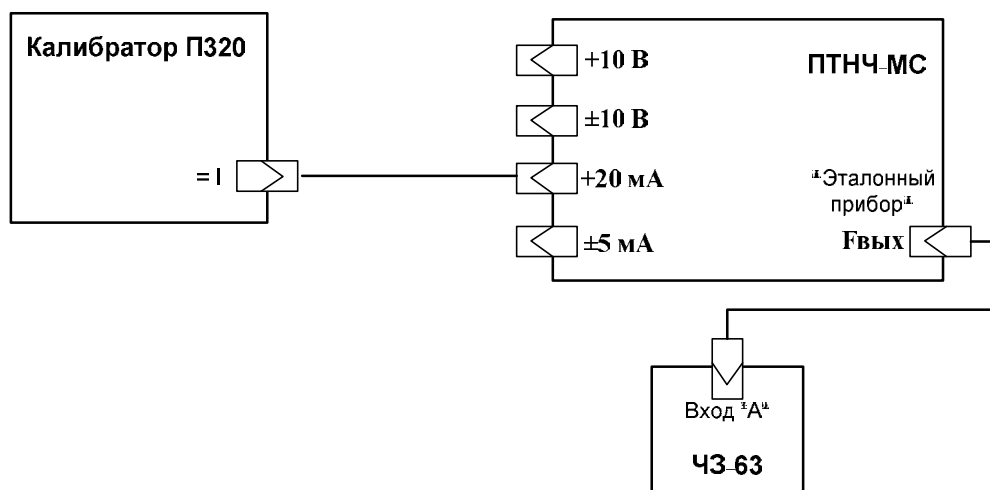 Калибратор П320
= I
+10 В
±10 В
+20 мА
±5 мА
ПТНЧ-МС
"Эталонный
прибор"
Fвых
Вход "А"
ЧЗ-63